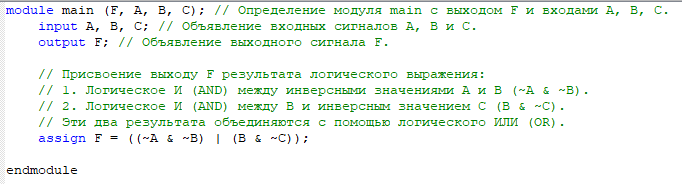 module main (F, A, B, C); // Определение модуля main с выходом F и входами A, B, C.
input A, B, C; // Объявление входных сигналов A, B и C.
output F; // Объявление выходного сигнала F.
// Присвоение выходу F результата логического выражения:
// 1. Логическое И (AND) между инверсными значениями A и B (~A & ~B).
// 2. Логическое И (AND) между B и инверсным значением C (B & ~C).
// Эти два результата объединяются с помощью логического ИЛИ (OR).
assign F = ((~A & ~B) | (B & ~C));
endmodule